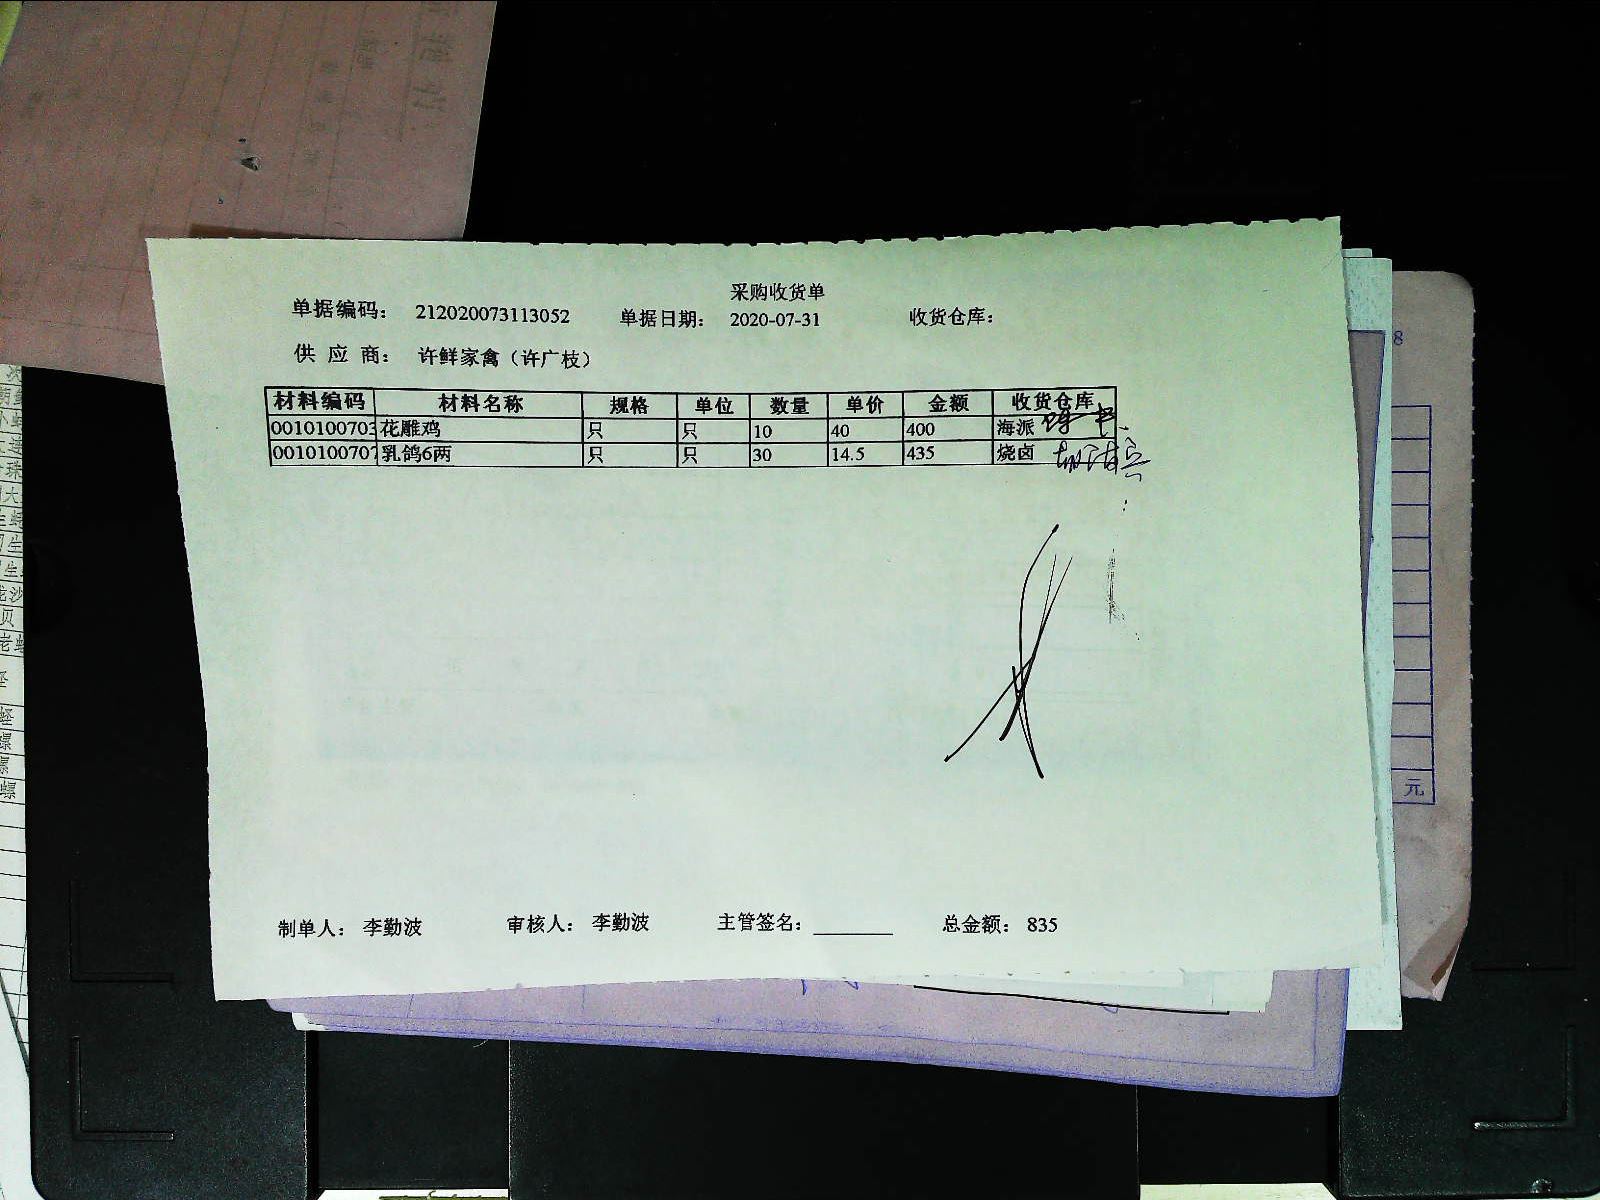 采购收货单
单据编码： 212020073113052 单据日期： 2020-07-31 收货仓库：
供 应 商： 许鲜家禽（许广枝）
材料编码 材料名称 规格 单位 数量 单价 金额 收货仓库
0010100703 花雕鸡 只 只 10 40 400 海派
0010100707 乳鸽6两 只 只 30 14.5 435 烧卤
制单人： 李勤波 审核人： 李勤波 主管签名： 总金额： 835
8
元